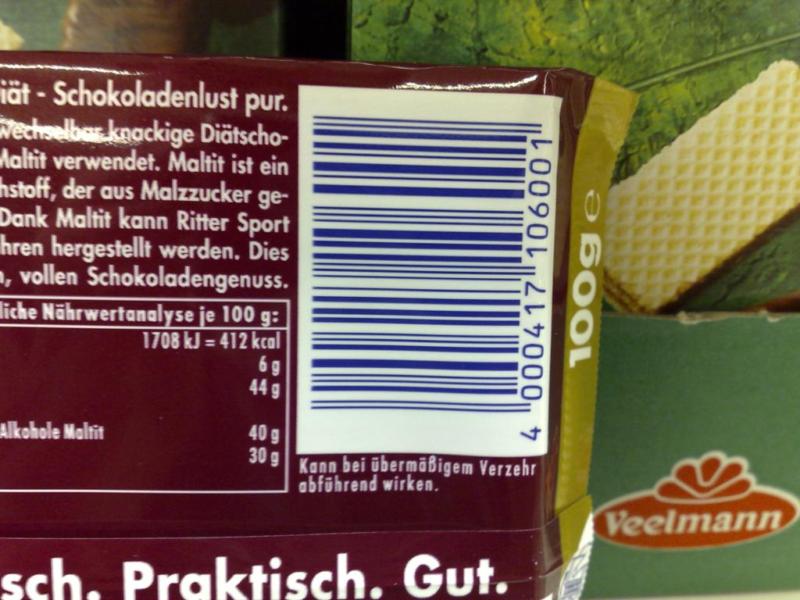 iät - Schokoladenlust pur.
wechselbar knackige Diätscho-
Maltit verwendet. Maltit ist ein
hstoff, der aus Malzzucker ge-
Dank Maltit kann Ritter Sport
hren hergestellt werden. Dies
n, vollen Schokoladengenuss.
liche Nährwertanalyse je 100 g:
1708 kJ = 412 kcal
6 g
44 g
Alkohole Maltit 40 g
30 g
4 000417 106001
Kann bei übermäßigem Verzehr
abführend wirken.
100g e
sch. Praktisch. Gut.
Veelmann